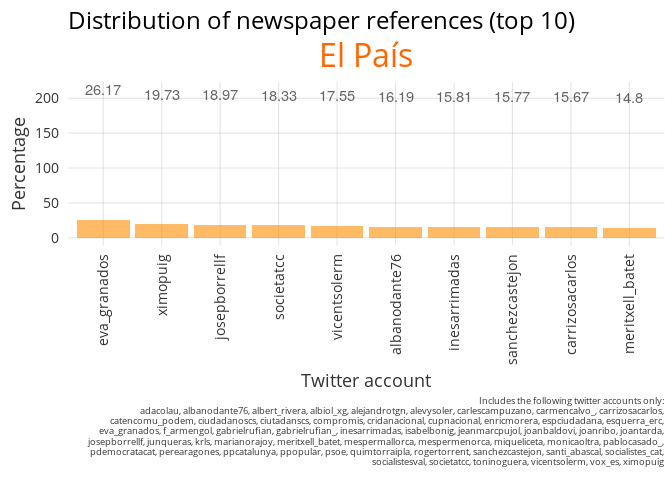 Distribution of newspaper references (top 10)
El País
26.17 19.73 18.97 18.33 17.55 16.19 15.81 15.77 15.67 14.8
200
150
100
50
0
Percentage
eva_granados
ximopuig
josepborrellf
societatcc
vicentsolerm
albanodante76
inesarrimadas
sanchezcastejon
carrizosacarlos
meritxell_batet
Twitter account
Includes the following twitter accounts only:
adacolau, albanodante76, albert_rivera, albiol_xg, alejandrotgn, alevysoler, carlescampuzano, carmencalvo_, carrizosacarlos,
catencomu_podem, ciudadanoscs, ciutadanscs, compromis, cridanacional, cupnacional, enricmorera, espciudadana, esquerra_erc,
eva_granados, f_armengol, gabrielrufian, gabrielrufian_, inesarrimadas, isabelbonig, jeanmarcpujol, joanbaldovi, joanribo, joantarda,
josepborrellf, junqueras, krls, marianorajoy, meritxell_batet, mespermallorca, mespermenorca, miqueliceta, monicaoltra, pablocasado_,
pdemocratacat, perearagones, ppcatalunya, ppopular, psoe, quimtorraipla, rogertorrent, sanchezcastejon, santi_abascal, socialistes_cat,
socialistesval, societatcc, toninoguera, vicentsolerm, vox_es, ximopuig